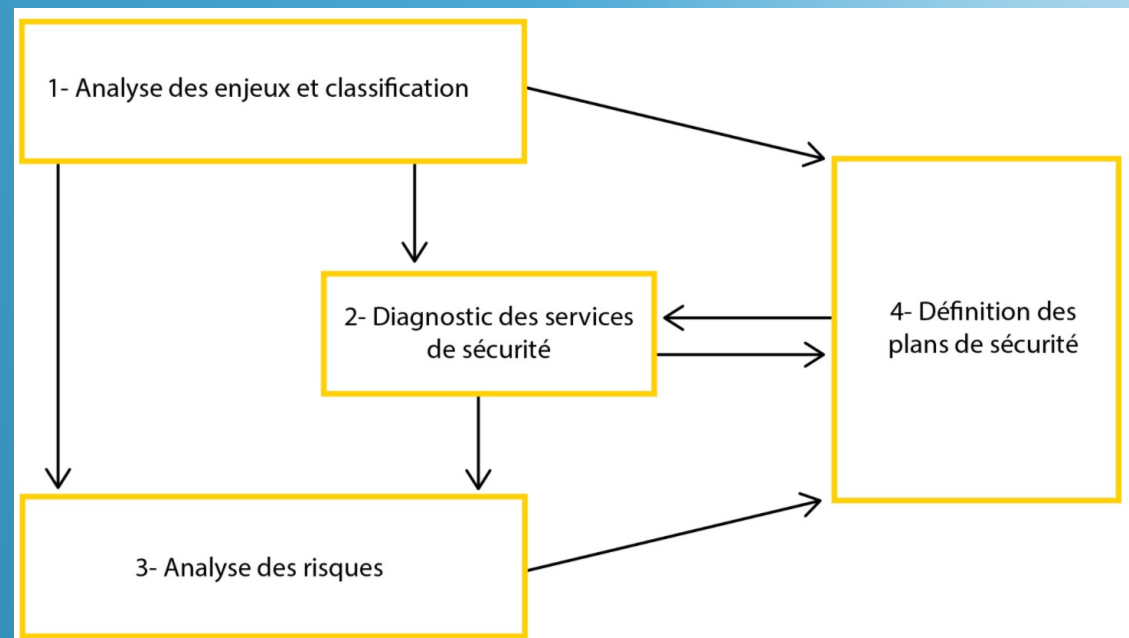 1- Analyse des enjeux et classification
2- Diagnostic des services
de sécurité
4- Définition des
plans de sécurité
3- Analyse des risques